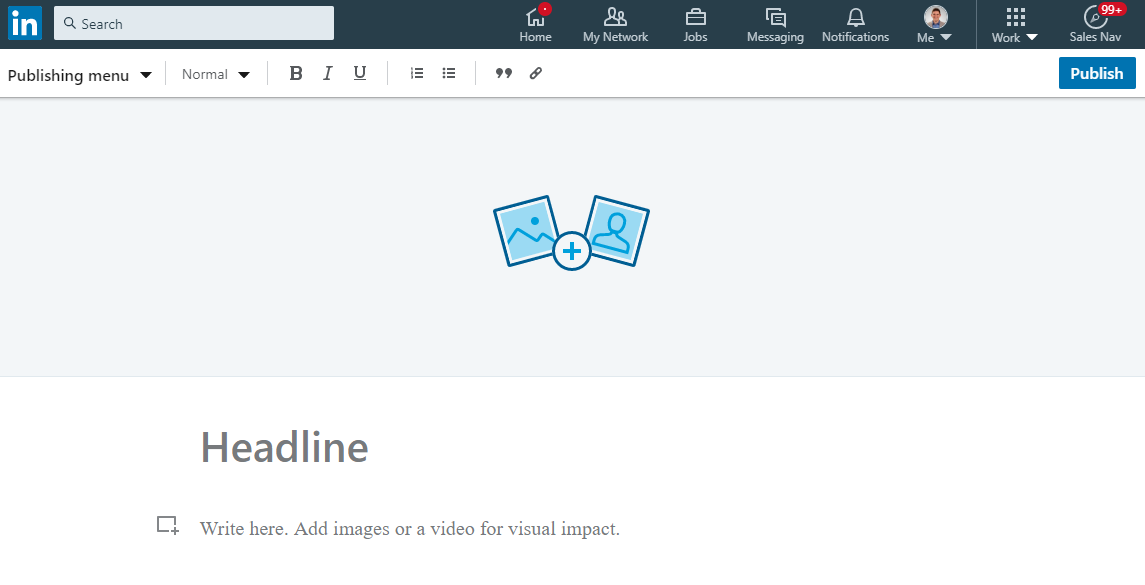 in
Search
Home
My Network
Jobs
Messaging
Notifications
Me
Work
99+
Sales Nav
Publishing menu
Normal
B I U
Publish
Headline
Write here. Add images or a video for visual impact.